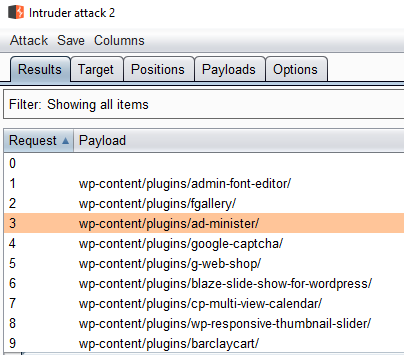 Intruder attack 2
Attack Save Columns
Results Target Positions Payloads Options
Filter: Showing all items
Request Payload
0
1 wp-content/plugins/admin-font-editor/
2 wp-content/plugins/fgallery/
3 wp-content/plugins/ad-minister/
4 wp-content/plugins/google-captcha/
5 wp-content/plugins/g-web-shop/
6 wp-content/plugins/blaze-slide-show-for-wordpress/
7 wp-content/plugins/cp-multi-view-calendar/
8 wp-content/plugins/wp-responsive-thumbnail-slider/
9 wp-content/plugins/barclaycart/